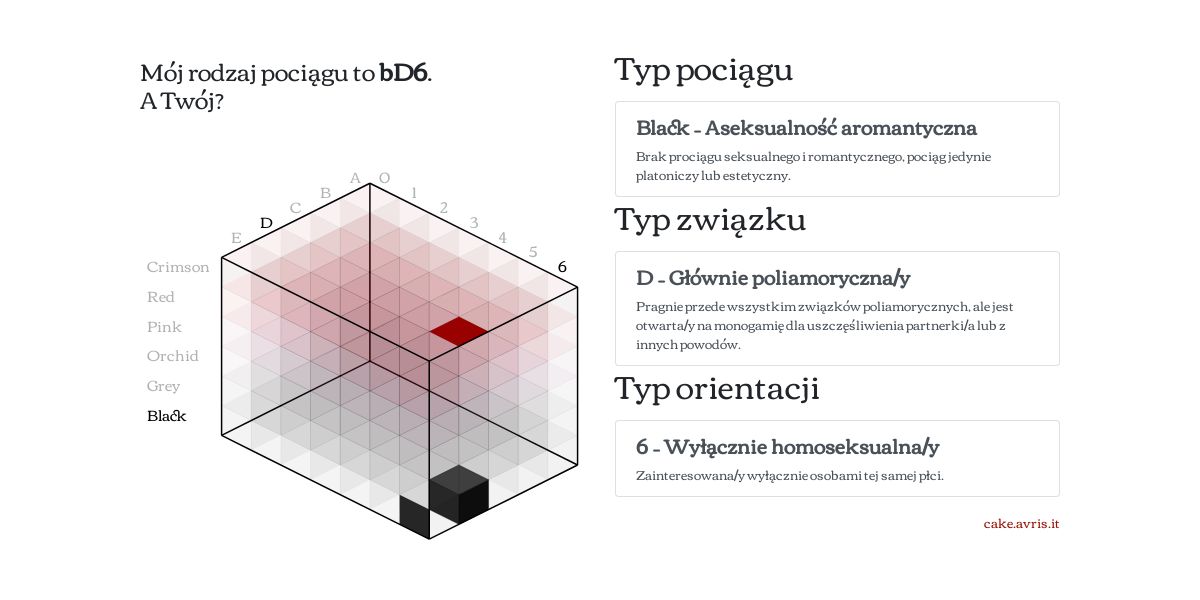 Mój rodzaj pociągu to bD6.
A Twój?
A O
B 1
C 2
D 3
E 4
5
6
Crimson
Red
Pink
Orchid
Grey
Black
Typ pociągu
Black – Aseksualność aromantyczna
Brak prociągu seksualnego i romantycznego, pociąg jedynie
platoniczy lub estetyczny.
Typ związku
D – Głównie poliamoryczna/y
Pragnie przede wszystkim związków poliamorycznych, ale jest
otwarta/y na monogamię dla uszczęśliwienia partnerki/a lub z
innych powodów.
Typ orientacji
6 – Wyłącznie homoseksualna/y
Zainteresowana/y wyłącznie osobami tej samej płci.
cake.avris.it